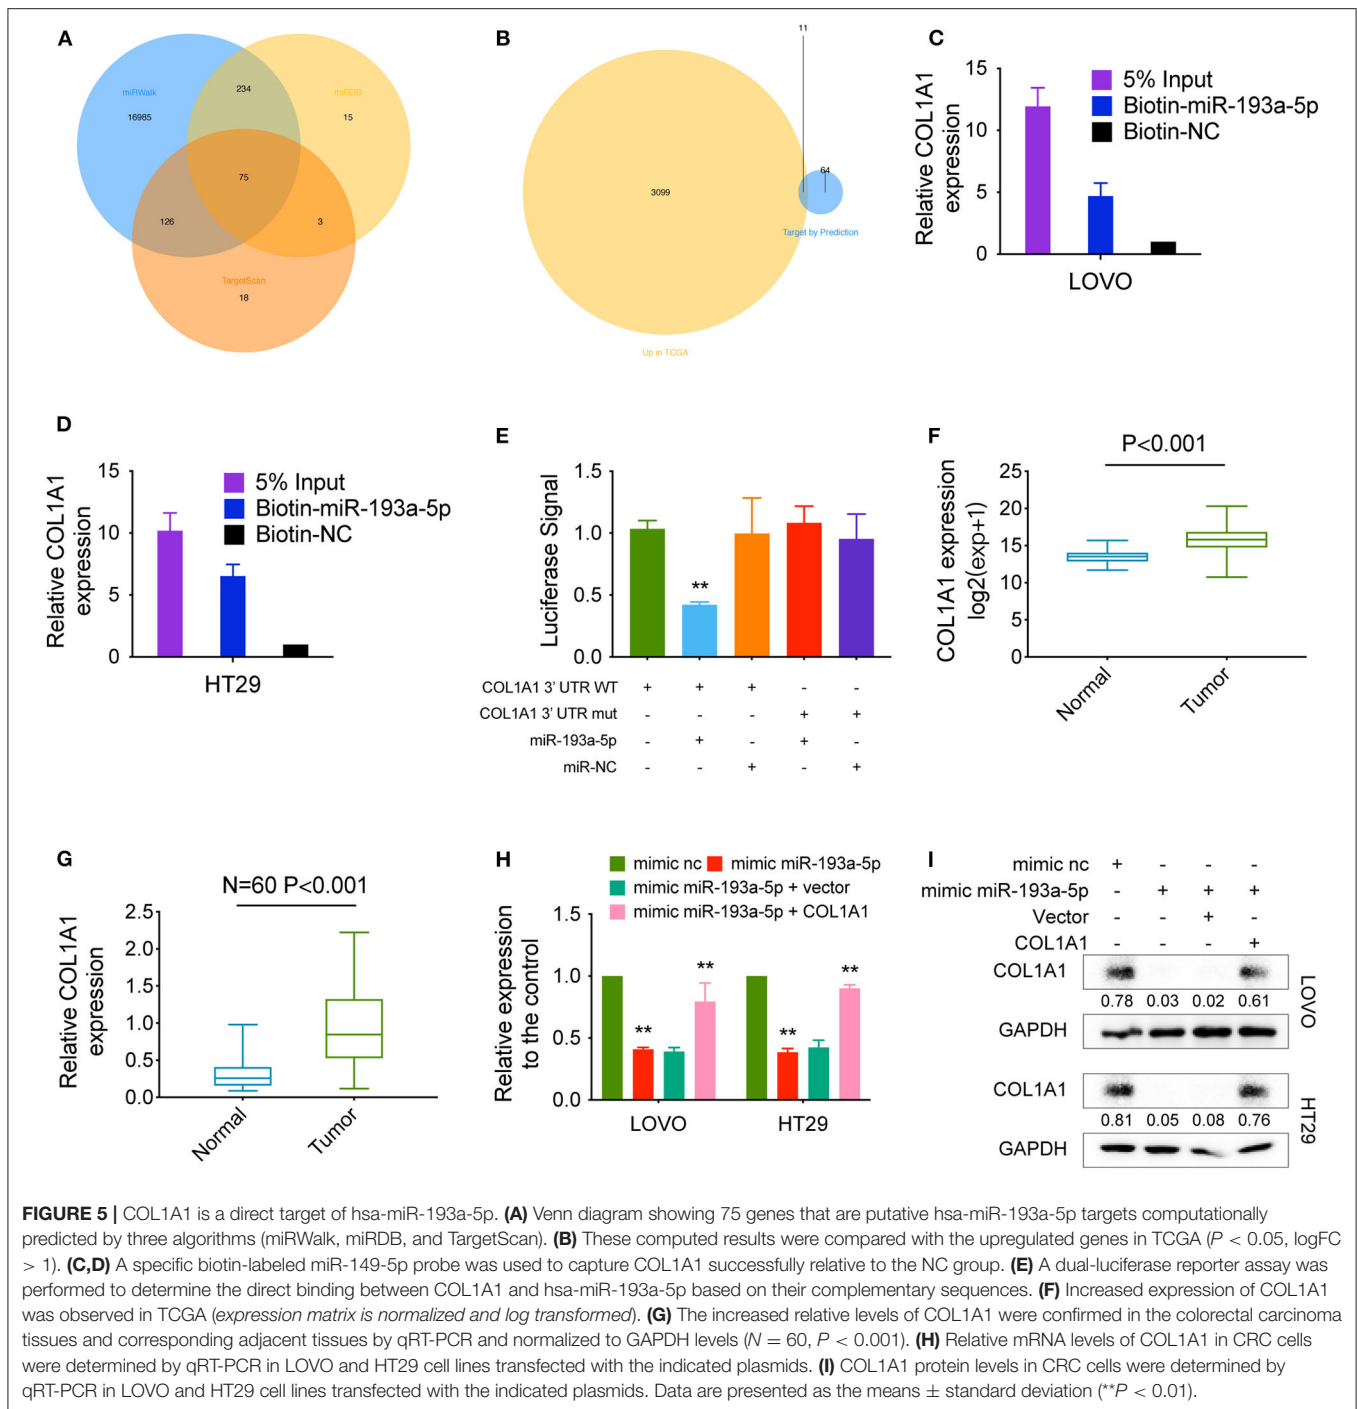 A
miRWalk
16985
234
miRDB
15
75
126
3
TargetScan
18
B
11
3099
64
Target by Prediction
Up in TCGA
C
Relative COL1A1
expression
15
10
5
0
5% Input
Biotin-miR-193a-5p
Biotin-NC
LOVO
D
Relative COL1A1
expression
15
10
5
0
5% Input
Biotin-miR-193a-5p
Biotin-NC
HT29
E
Luciferase Signal
1.5
1.0
0.5
0.0
**
COL1A1 3' UTR WT + + + - -
COL1A1 3' UTR mut - - - + +
miR-193a-5p - + - + -
miR-NC - - + - +
F
P<0.001
COL1A1 expression
log2(exp+1)
25
20
15
10
5
0
Normal
Tumor
G
N=60 P<0.001
Relative COL1A1
expression
2.5
2.0
1.5
1.0
0.5
0.0
Normal
Tumor
H
mimic nc mimic miR-193a-5p
mimic miR-193a-5p + vector
mimic miR-193a-5p + COL1A1
Relative expression
to the control
1.5
1.0
0.5
0.0
** ** ** **
LOVO HT29
I
mimic nc + - - -
mimic miR-193a-5p - + + +
Vector - - + -
COL1A1 - - - +
COL1A1
0.78 0.03 0.02 0.61
GAPDH
LOVO
COL1A1
0.81 0.05 0.08 0.76
GAPDH
HT29
FIGURE 5 | COL1A1 is a direct target of hsa-miR-193a-5p. (A) Venn diagram showing 75 genes that are putative hsa-miR-193a-5p targets computationally
predicted by three algorithms (miRWalk, miRDB, and TargetScan). (B) These computed results were compared with the upregulated genes in TCGA (P < 0.05, logFC
> 1). (C,D) A specific biotin-labeled miR-149-5p probe was used to capture COL1A1 successfully relative to the NC group. (E) A dual-luciferase reporter assay was
performed to determine the direct binding between COL1A1 and hsa-miR-193a-5p based on their complementary sequences. (F) Increased expression of COL1A1
was observed in TCGA (expression matrix is normalized and log transformed). (G) The increased relative levels of COL1A1 were confirmed in the colorectal carcinoma
tissues and corresponding adjacent tissues by qRT-PCR and normalized to GAPDH levels (N = 60, P < 0.001). (H) Relative mRNA levels of COL1A1 in CRC cells
were determined by qRT-PCR in LOVO and HT29 cell lines transfected with the indicated plasmids. (I) COL1A1 protein levels in CRC cells were determined by
qRT-PCR in LOVO and HT29 cell lines transfected with the indicated plasmids. Data are presented as the means ± standard deviation (**P < 0.01).